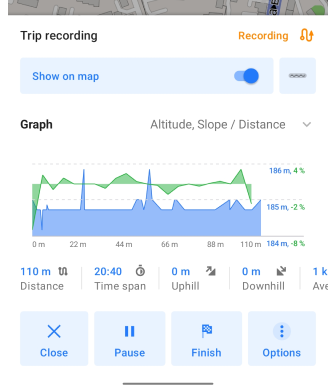 Trip recording Recording
Show on map
Graph Altitude, Slope / Distance
186 m, 4 %
185 m, -2 %
184 m, -8 %
0 m 22 m 44 m 66 m 88 m 110 m
110 m 20:40 0 m 0 m 1 k
Distance Time span Uphill Downhill Ave
Close Pause Finish Options